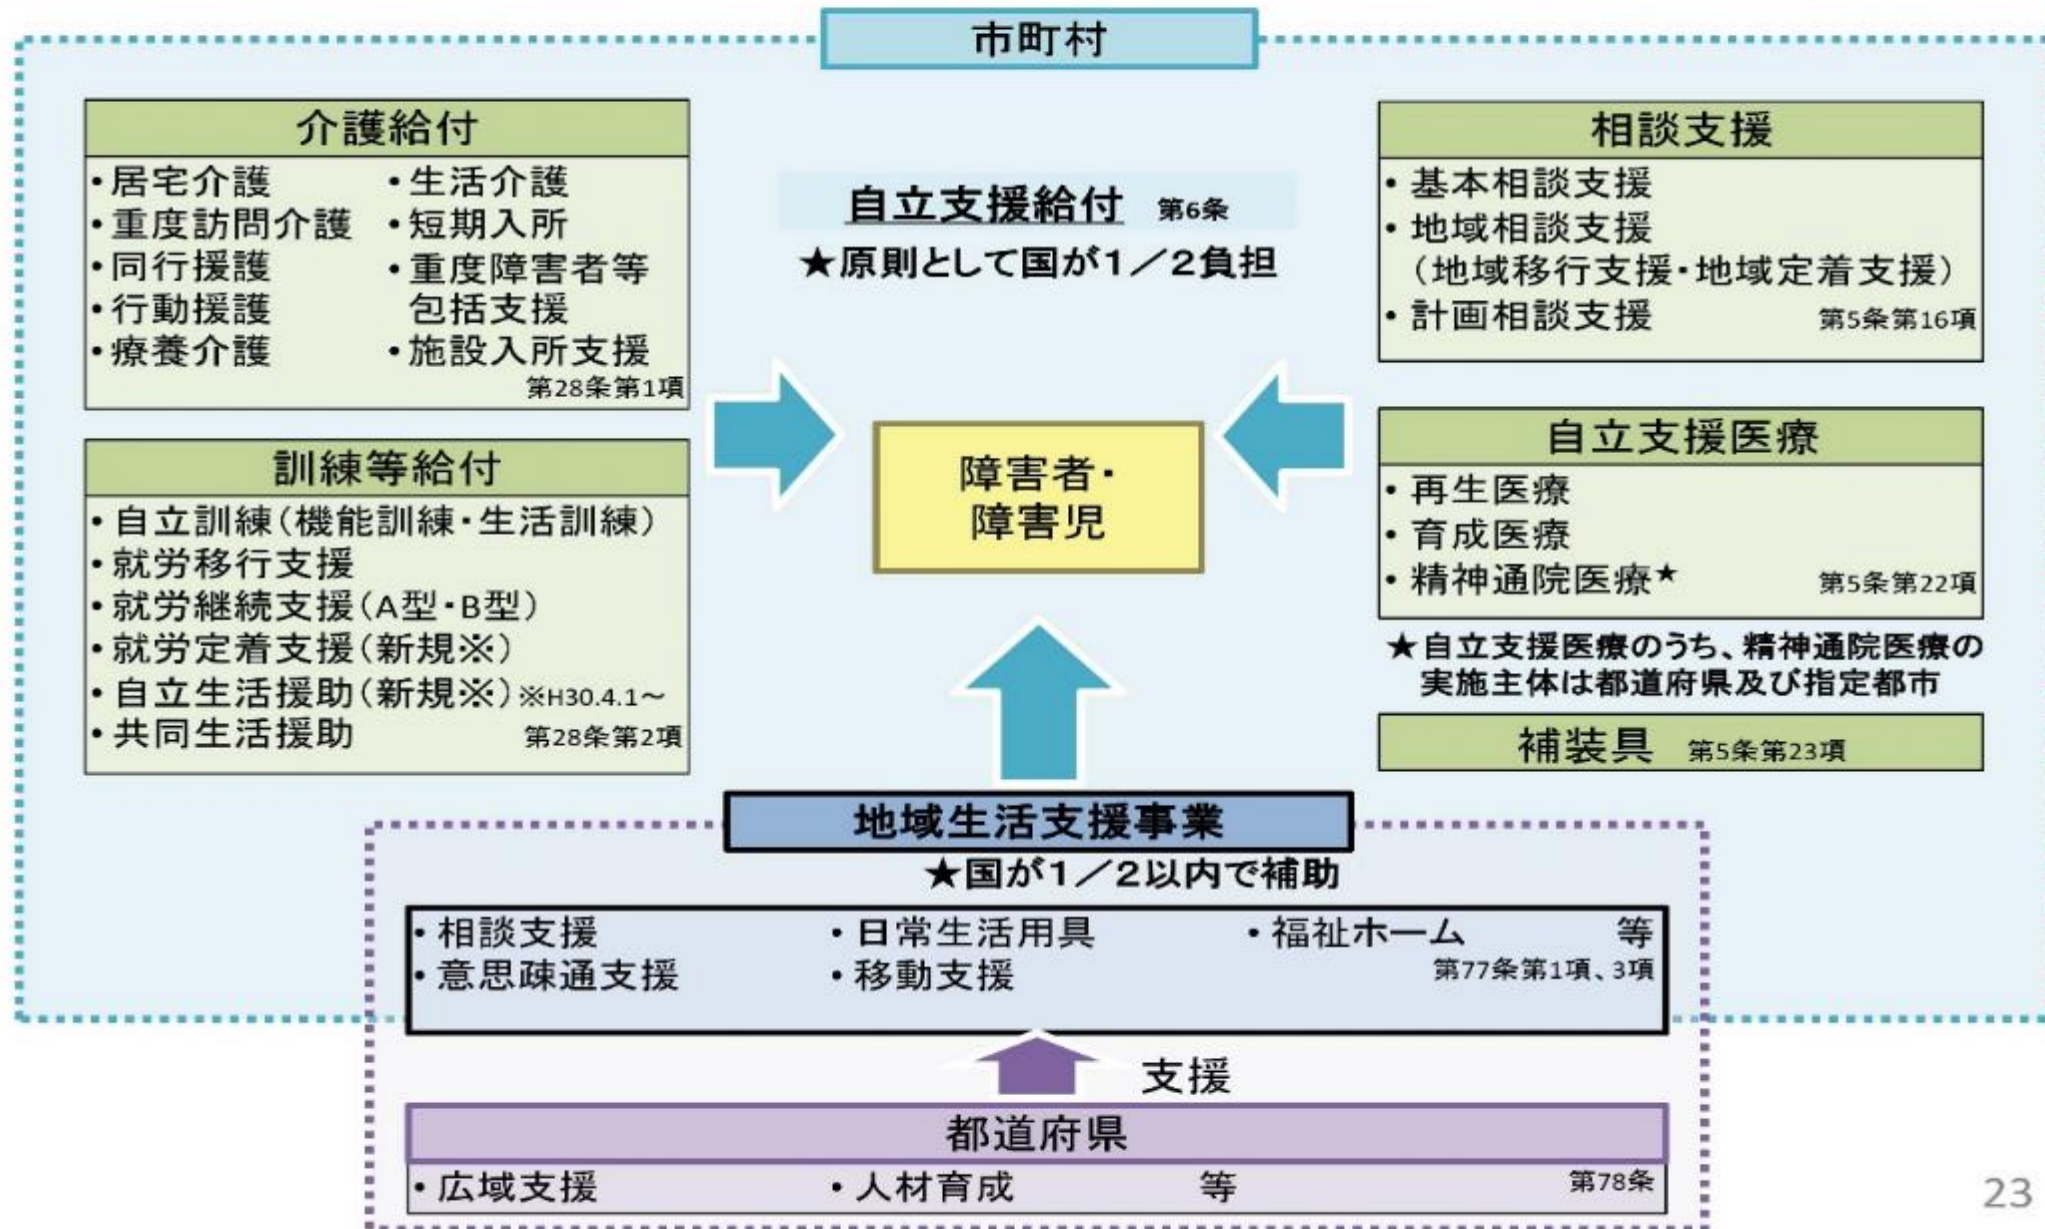 市町村
介護給付
・居宅介護
・重度訪問介護
・同行援護
・行動援護
・療養介護
・生活介護
・短期入所
・重度障害者等
包括支援
・施設入所支援
第28条第1項
訓練等給付
・自立訓練(機能訓練・生活訓練)
・就労移行支援
・就労継続支援(A型・B型)
・就労定着支援(新規※)
・自立生活援助(新規※)※H30.4.1～
・共同生活援助 第28条第2項
自立支援給付 第6条
★原則として国が1／2負担
障害者・
障害児
相談支援
・基本相談支援
・地域相談支援
(地域移行支援・地域定着支援)
・計画相談支援 第5条第16項
自立支援医療
・再生医療
・育成医療
・精神通院医療★ 第5条第22項
★自立支援医療のうち、精神通院医療の
実施主体は都道府県及び指定都市
補装具 第5条第23項
地域生活支援事業
★国が1／2以内で補助
・相談支援 ・日常生活用具 ・福祉ホーム 等
・意思疎通支援 ・移動支援 第77条第1項、3項
支援
都道府県
・広域支援 ・人材育成 等 第78条
23